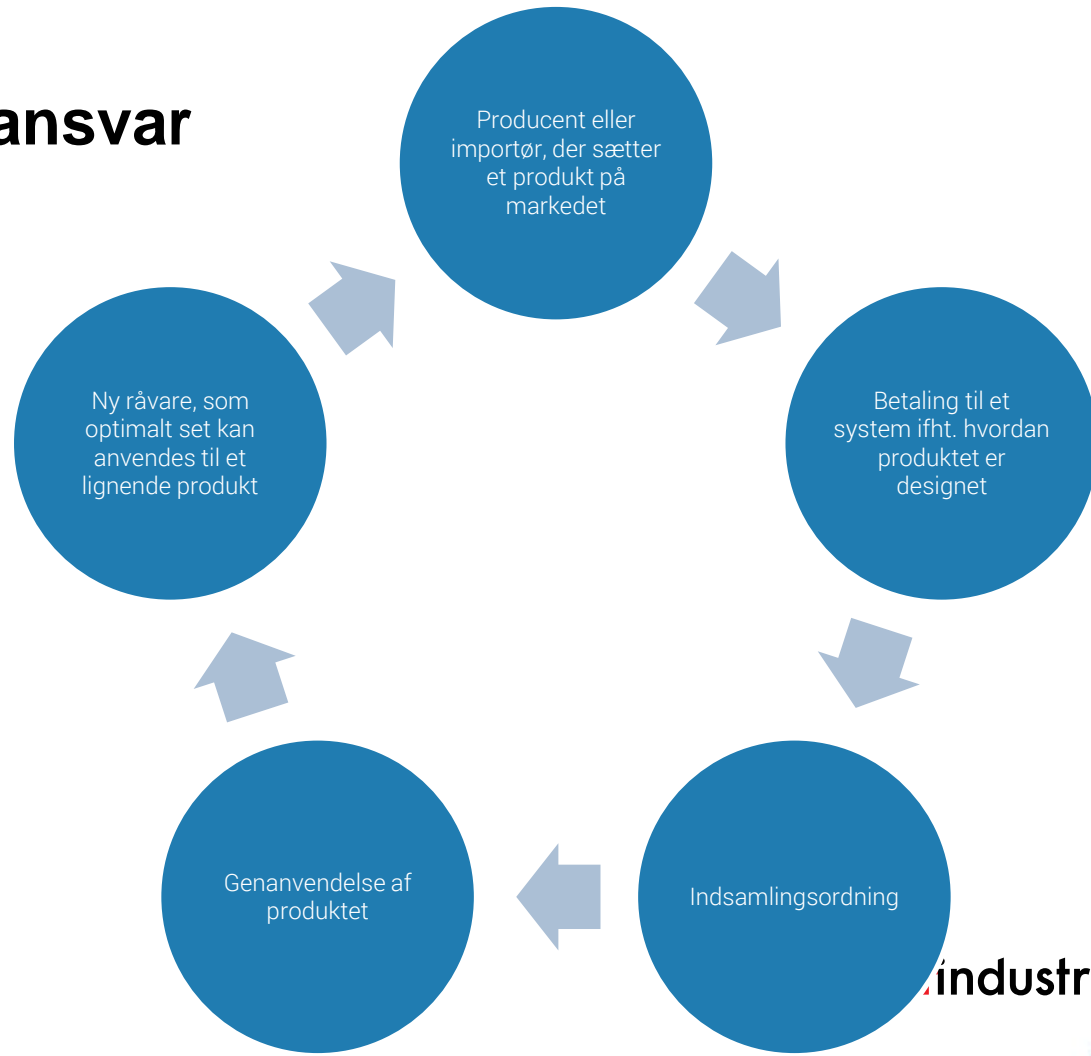 ansvar
Producent eller
importør, der sætter
et produkt på
markedet
Betaling til et
system ifht. hvordan
produktet er
designet
Indsamlingsordning
Genanvendelse af
produktet
Ny råvare, som
optimalt set kan
anvendes til et
lignende produkt
industr